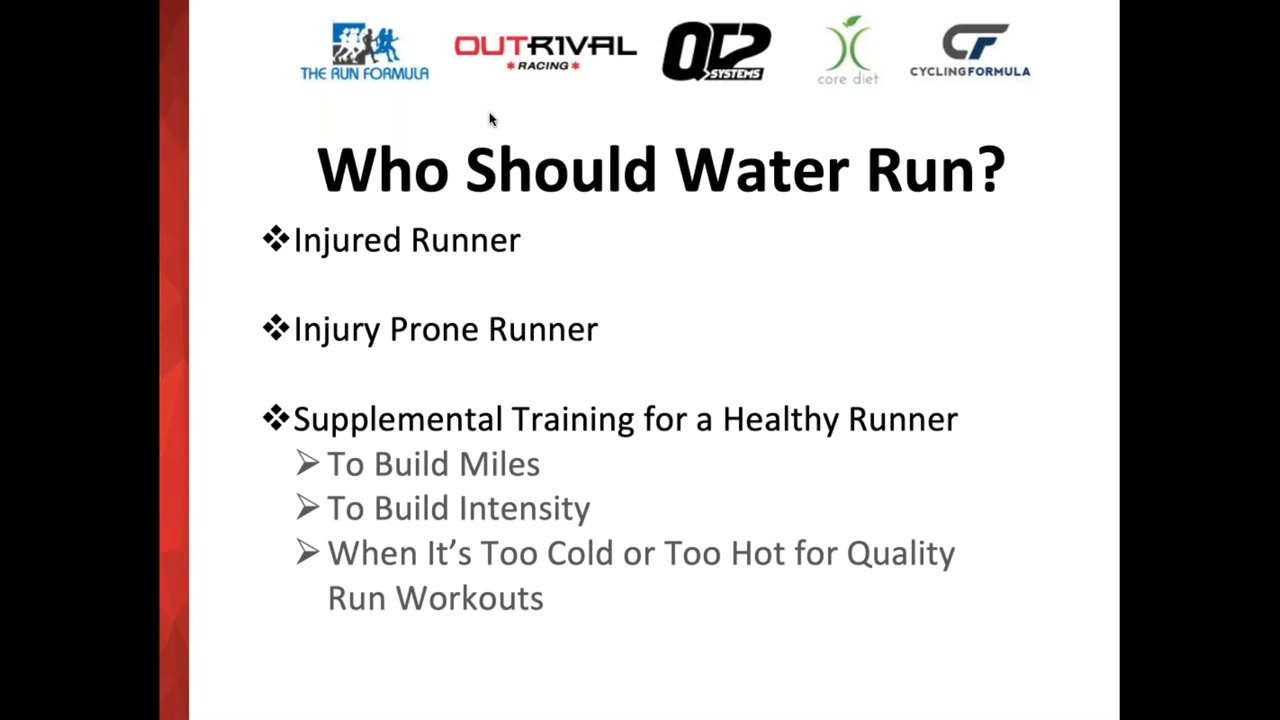 THE RUN FORMULA
OUTR1VAL
*RACING*
QT2
SYSTEMS
core diet
CF
CYCLINGFORMULA
Who Should Water Run?
❖Injured Runner
❖Injury Prone Runner
❖Supplemental Training for a Healthy Runner
➢To Build Miles
➢To Build Intensity
➢When It’s Too Cold or Too Hot for Quality
Run Workouts